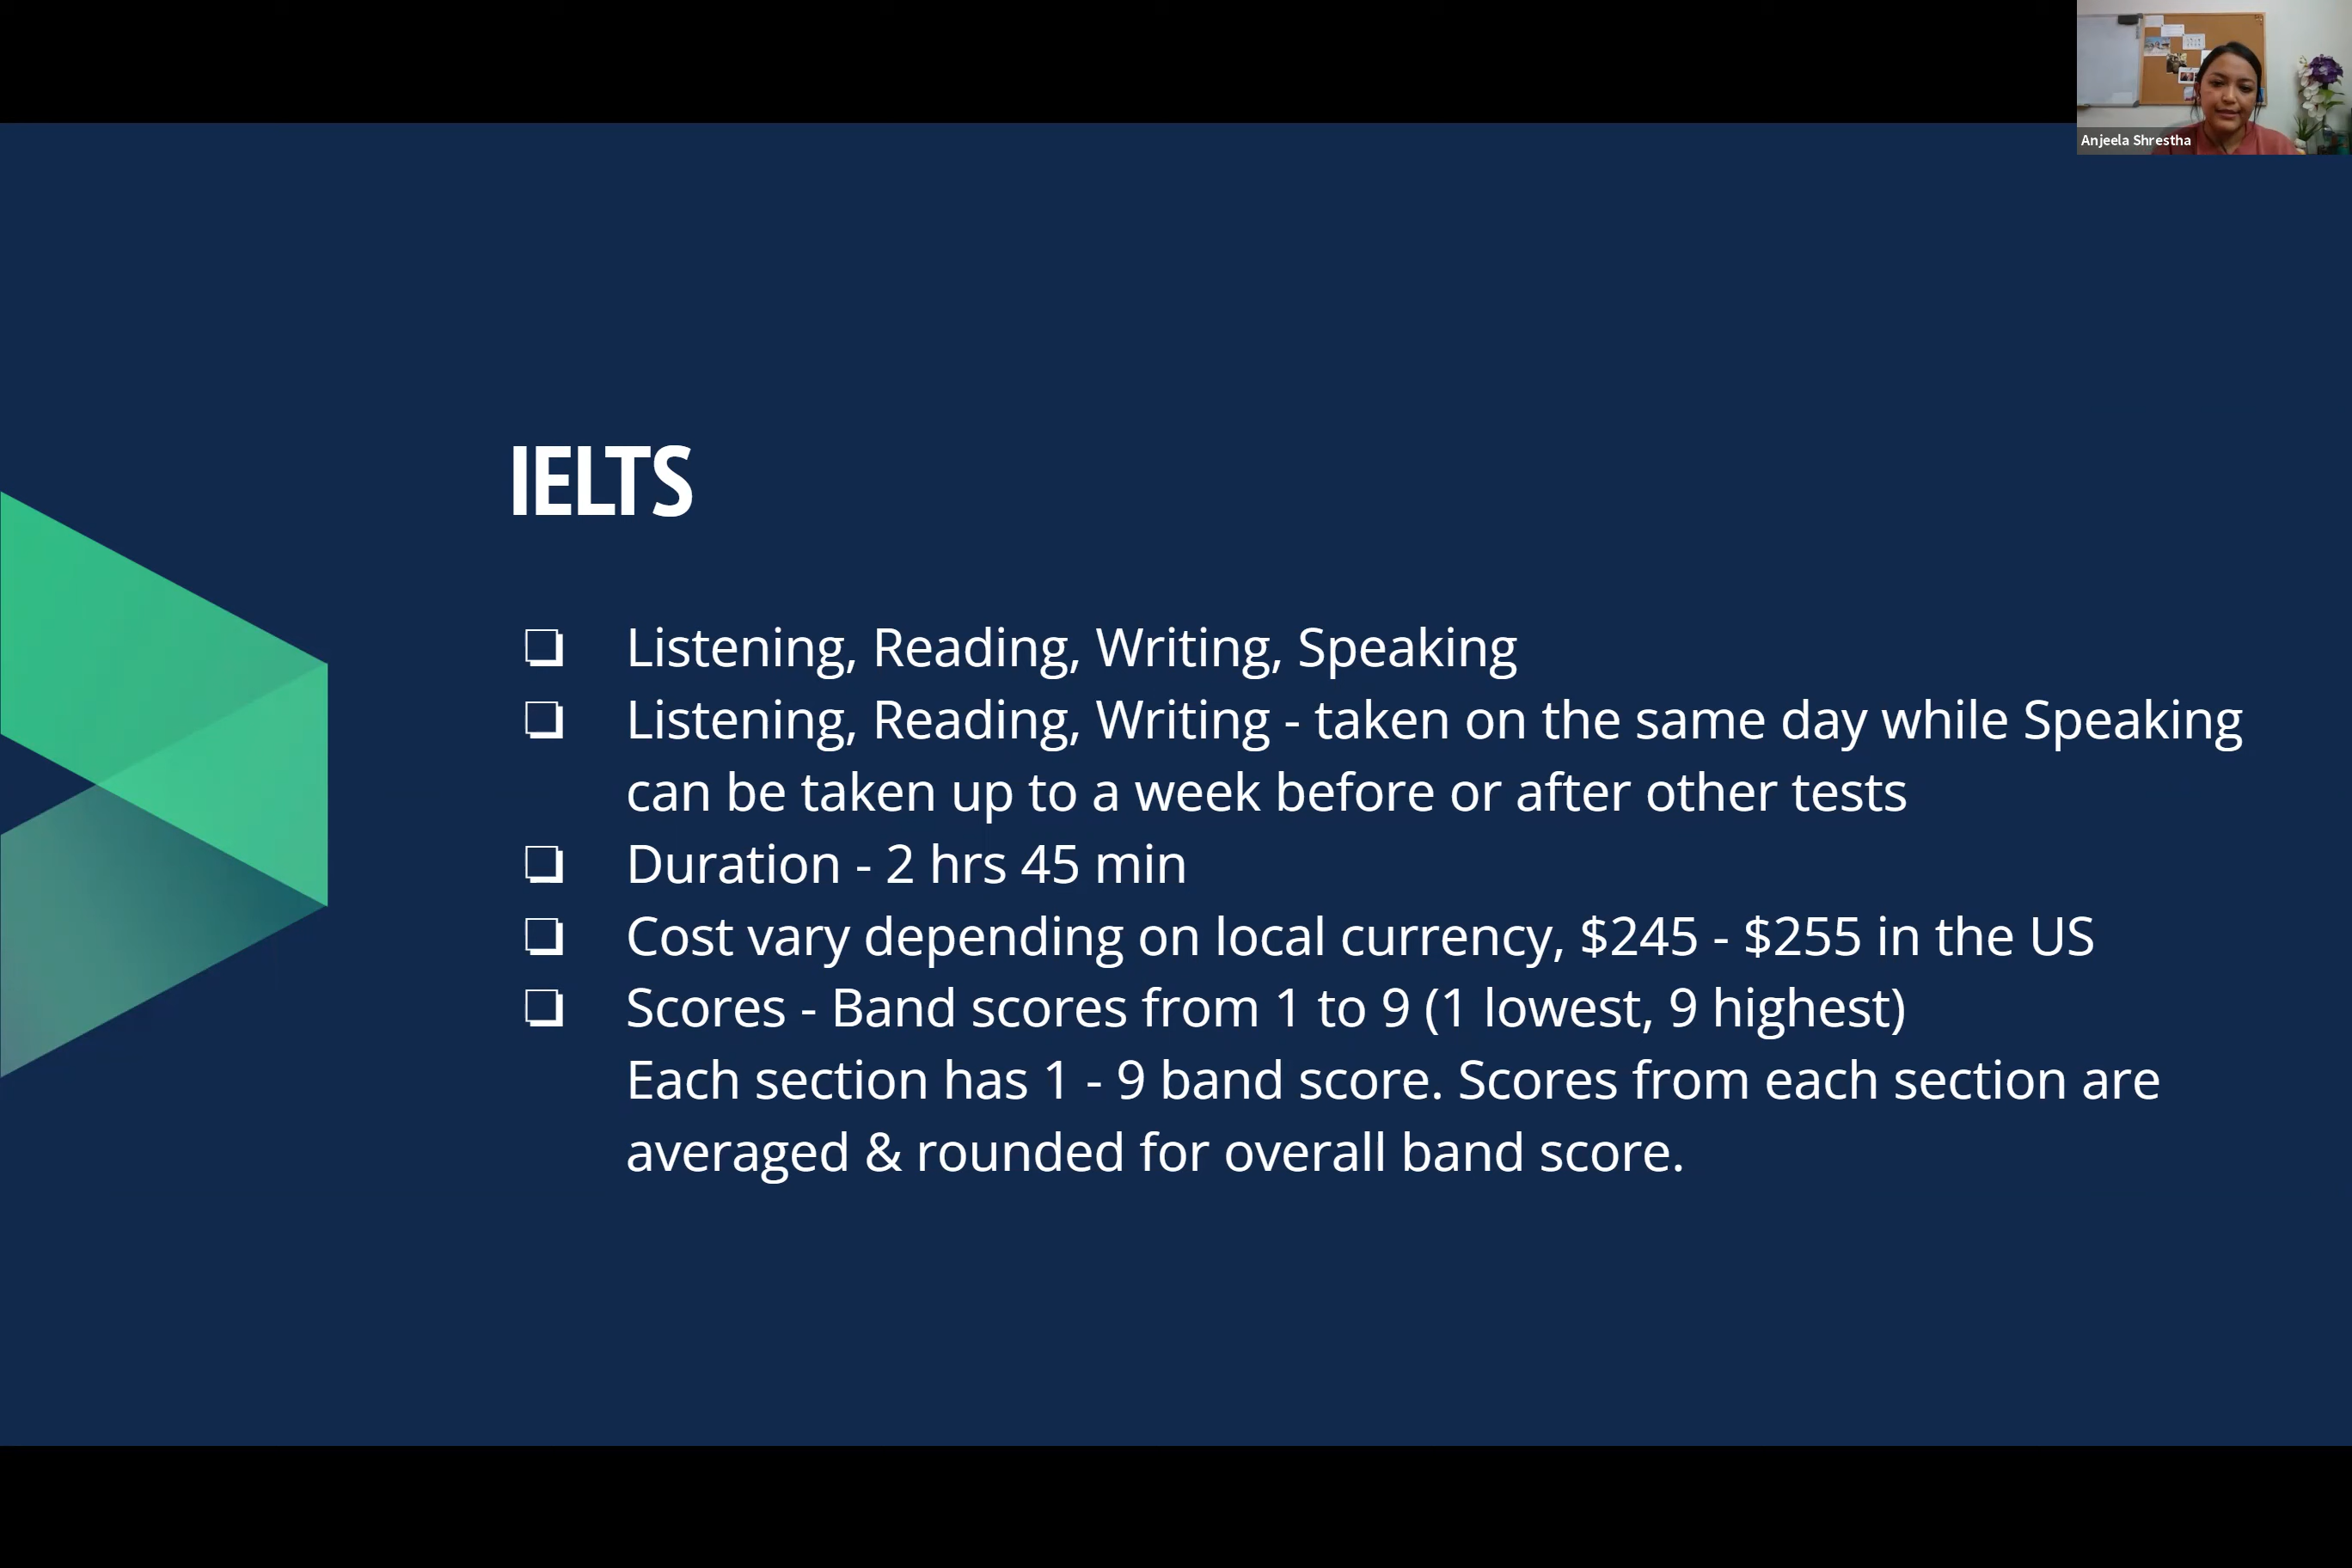 Anjeela Shrestha
IELTS
❏ Listening, Reading, Writing, Speaking
❏ Listening, Reading, Writing - taken on the same day while Speaking
can be taken up to a week before or after other tests
❏ Duration - 2 hrs 45 min
❏ Cost vary depending on local currency, $245 - $255 in the US
❏ Scores - Band scores from 1 to 9 (1 lowest, 9 highest)
Each section has 1 - 9 band score. Scores from each section are
averaged & rounded for overall band score.